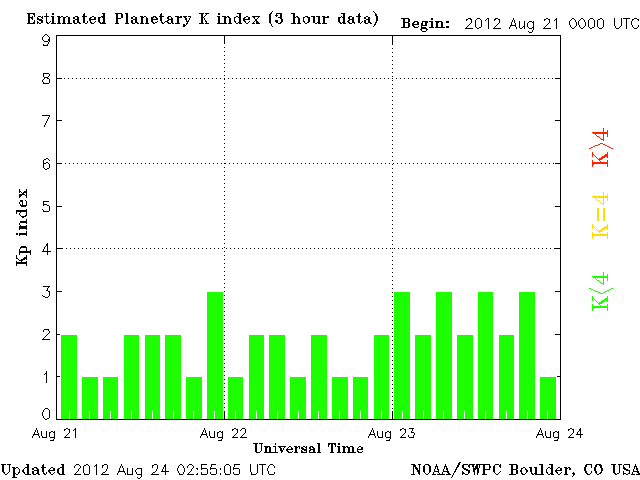 Estimated Planetary K index (3 hour data) Begin: 2012 Aug 21 0000 UTC
9
8
7
6
5
4
3
2
1
0
Kp index
K>4
K=4
K<4
Aug 21 Aug 22 Aug 23 Aug 24
Universal Time
Updated 2012 Aug 24 02:55:05 UTC NOAA/SWPC Boulder, CO USA